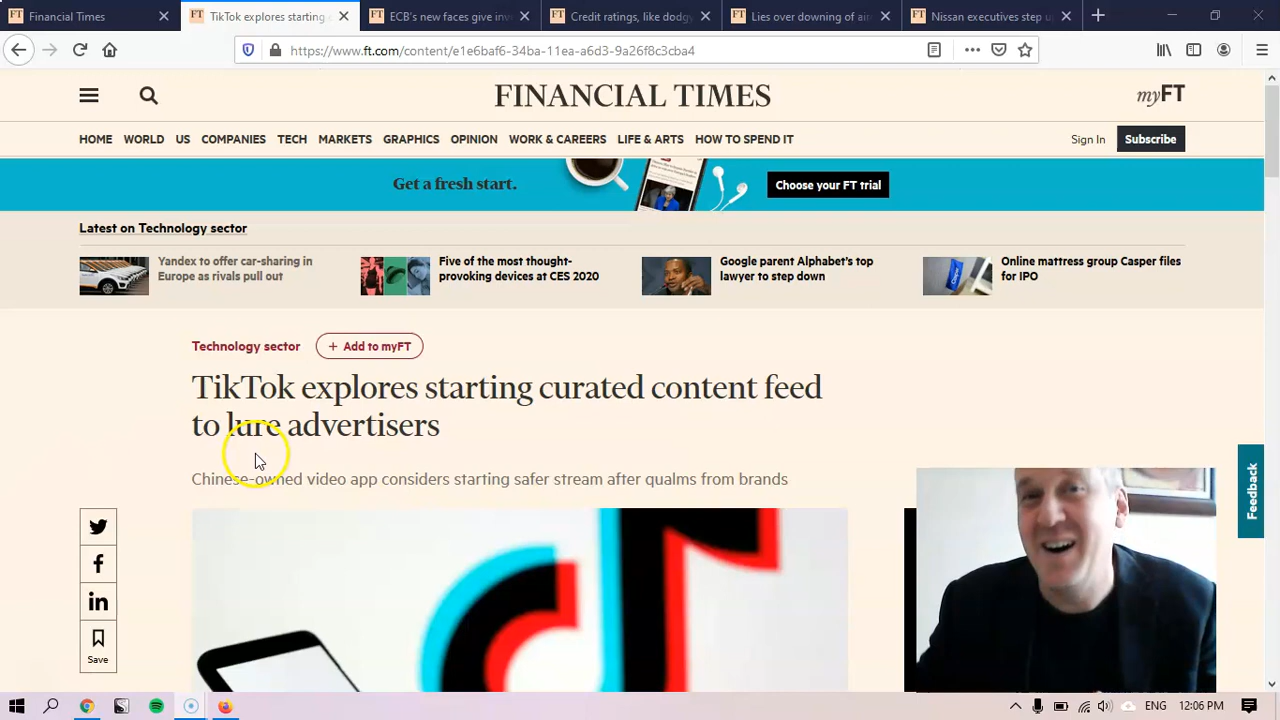 Financial Times
TikTok explores starting
ECB's new faces give inv
Credit ratings, like dodgy
Lies over downing of air
Nissan executives step u
https://www.ft.com/content/e1e6baf6-34ba-11ea-a6d3-9a26f8c3cba4
FINANCIAL TIMES
myFT
HOME WORLD US COMPANIES TECH MARKETS GRAPHICS OPINION WORK & CAREERS LIFE & ARTS HOW TO SPEND IT
Sign In Subscribe
Get a fresh start.
Choose your FT trial
Latest on Technology sector
Yandex to offer car-sharing in
Europe as rivals pull out
Five of the most thought-
provoking devices at CES 2020
Google parent Alphabet's top
lawyer to step down
Online mattress group Casper files
for IPO
Technology sector + Add to myFT
TikTok explores starting curated content feed
to lure advertisers
Chinese-owned video app considers starting safer stream after qualms from brands
Feedback
Save
ENG 12:06 PM